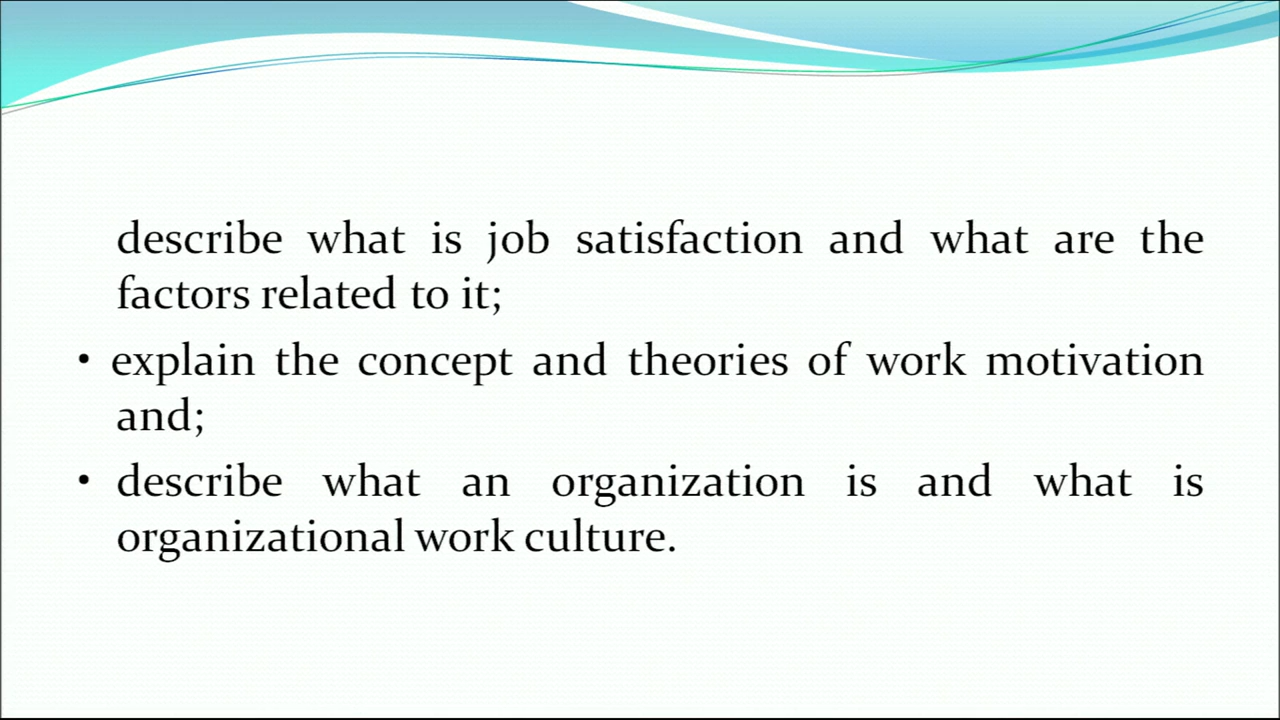 describe what is job satisfaction and what are the
factors related to it;
• explain the concept and theories of work motivation
and;
• describe what an organization is and what is
organizational work culture.